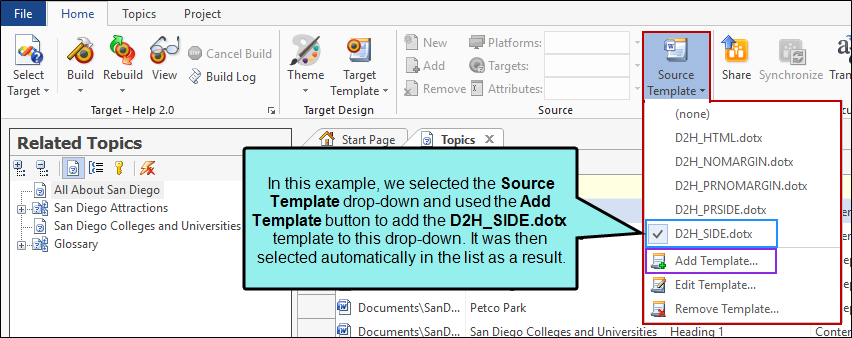 File Home Topics Project
Select Target
Build Rebuild View
Cancel Build
Build Log
Target - Help 2.0
Theme
Target Template
Target Design
New
Add
Remove
Platforms:
Targets:
Attributes:
Source
Source Template
Share
Synchronize
(none)
D2H_HTML.dotx
D2H_NOMARGIN.dotx
D2H_PRNOMARGIN.dotx
D2H_PRSIDE.dotx
D2H_SIDE.dotx
Add Template...
Edit Template...
Remove Template...
Related Topics
All About San Diego
San Diego Attractions
San Diego Colleges and Universities
Glossary
Start Page Topics
In this example, we selected the Source
Template drop-down and used the Add
Template button to add the D2H_SIDE.dotx
template to this drop-down. It was then
selected automatically in the list as a result.
Documents\SanD... Petco Park
Documents\SanD... San Diego Colleges and Universities Heading 1